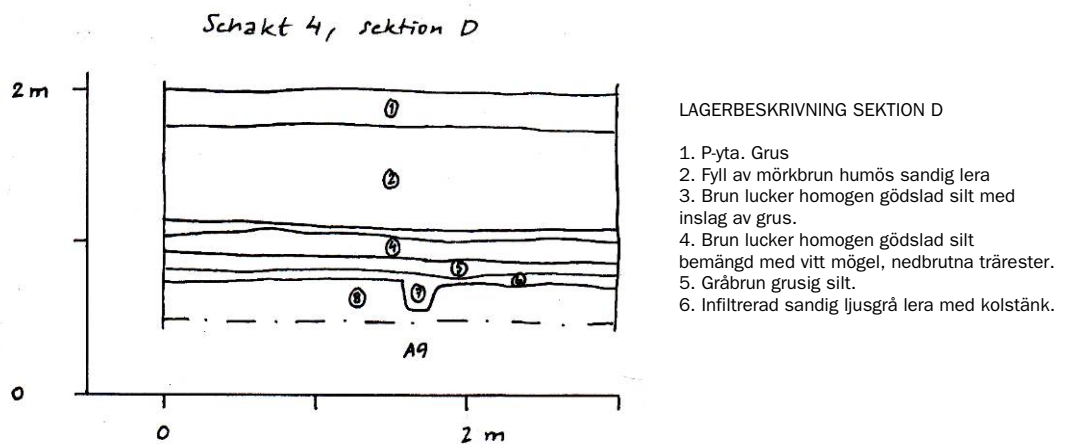 Schakt 4, sektion D
2 m
1
2
4
5
6
7
8
A9
0
0
2 m
LAGERBESKRIVNING SEKTION D
1. P-yta. Grus
2. Fyll av mörkbrun humös sandig lera
3. Brun lucker homogen gödslad silt med
inslag av grus.
4. Brun lucker homogen gödslad silt
bemängd med vitt mögel, nedbrutna trärester.
5. Gråbrun grusig silt.
6. Infiltrerad sandig ljusgrå lera med kolstänk.